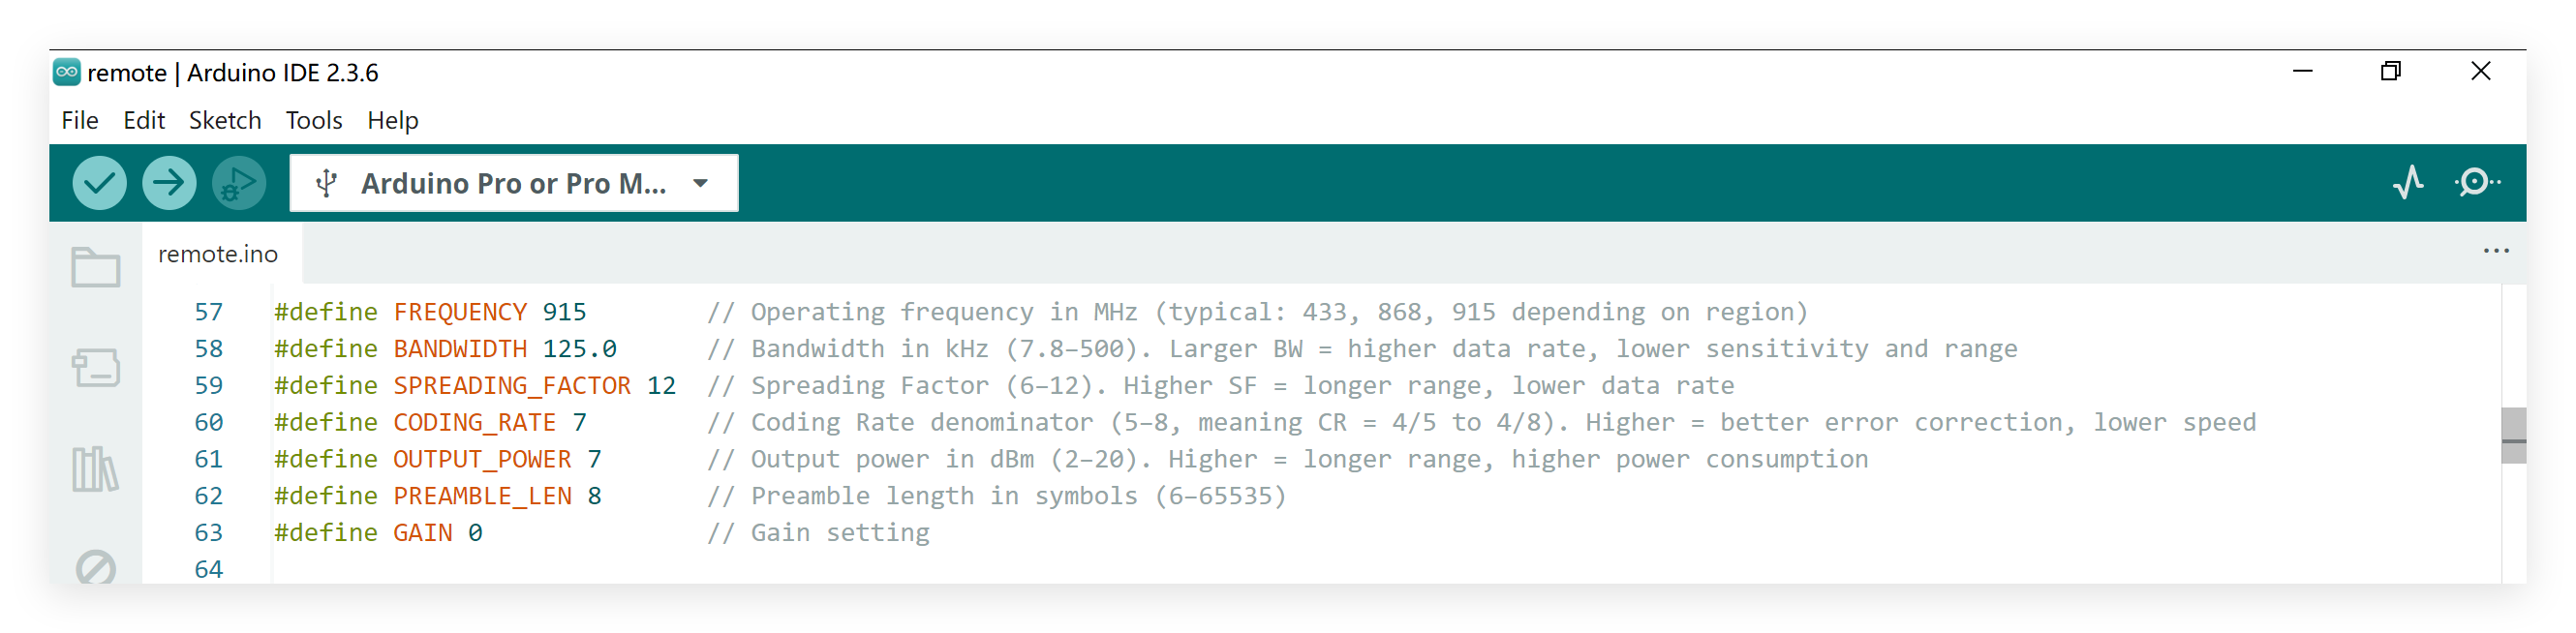 remote | Arduino IDE 2.3.6
File Edit Sketch Tools Help
Arduino Pro or Pro M...
remote.ino
57 #define FREQUENCY 915 // Operating frequency in MHz (typical: 433, 868, 915 depending on region)
58 #define BANDWIDTH 125.0 // Bandwidth in kHz (7.8–500). Larger BW = higher data rate, lower sensitivity and range
59 #define SPREADING_FACTOR 12 // Spreading Factor (6–12). Higher SF = longer range, lower data rate
60 #define CODING_RATE 7 // Coding Rate denominator (5–8, meaning CR = 4/5 to 4/8). Higher = better error correction, lower speed
61 #define OUTPUT_POWER 7 // Output power in dBm (2–20). Higher = longer range, higher power consumption
62 #define PREAMBLE_LEN 8 // Preamble length in symbols (6–65535)
63 #define GAIN 0 // Gain setting
64